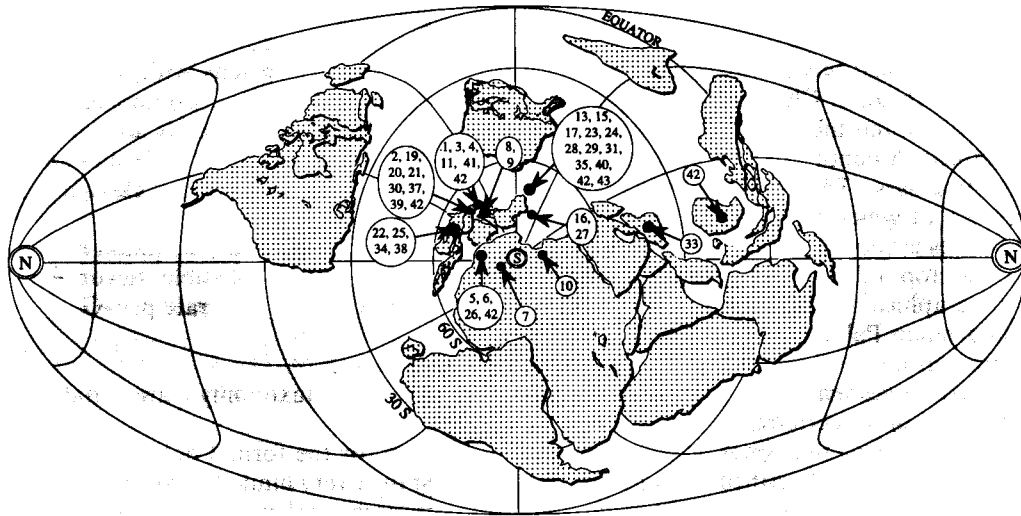 EQUATOR
13, 15,
17, 23, 24,
28, 29, 31,
35, 40,
42, 43
8,
9
1, 3, 4,
11, 41,
42
2, 19,
20, 21,
30, 37,
39, 42
42
22, 25,
34, 38
16,
27
33
N
S
N
10
5, 6,
26, 42
7
60 S
30 S